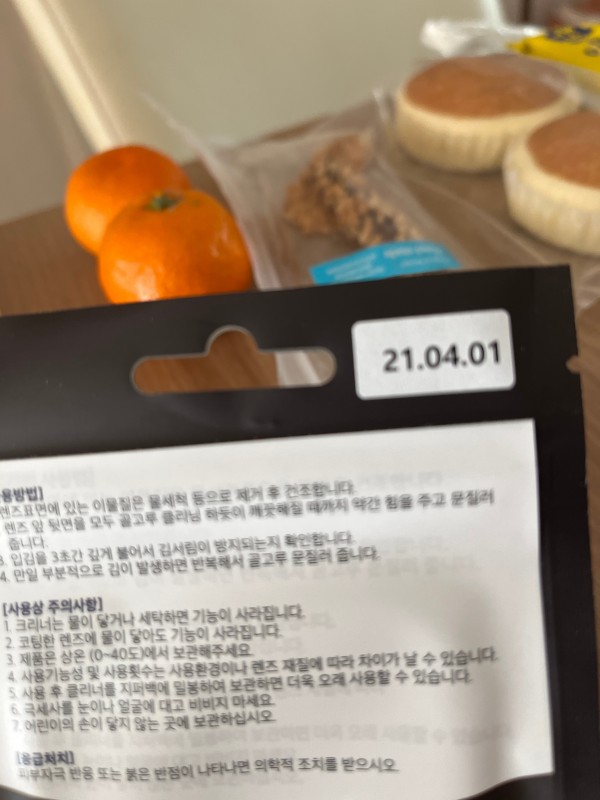 21.04.01
용방법]
렌즈표면에 있는 이물질은 물세척 등으로 제거 후 건조합니다.
렌즈 앞 뒷면을 모두 골고루 클리닝 하듯이 깨끗해질 때까지 약간 힘을 주고 문질러
줍니다.
3. 입김을 3초간 길게 불어서 김서림이 방지되는지 확인합니다.
4. 만일 부분적으로 김이 발생하면 반복해서 골고루 문질러 줍니다.
[사용상 주의사항]
1. 크리너는 물이 닿거나 세탁하면 기능이 사라집니다.
2. 코팅한 렌즈에 물이 닿아도 기능이 사라집니다.
3. 제품은 상온 (0~40도)에서 보관해주세요.
4. 사용기능성 및 사용횟수는 사용환경이나 렌즈 재질에 따라 차이가 날 수 있습니다.
5. 사용 후 클리너를 지퍼백에 밀봉하여 보관하면 더욱 오래 사용할 수 있습니다.
6. 극세사를 눈이나 얼굴에 대고 비비지 마세요.
7. 어린이의 손이 닿지 않는 곳에 보관하십시오.
[응급처치]
피부자극 반응 또는 붉은 반점이 나타나면 의학적 조치를 받으시오.